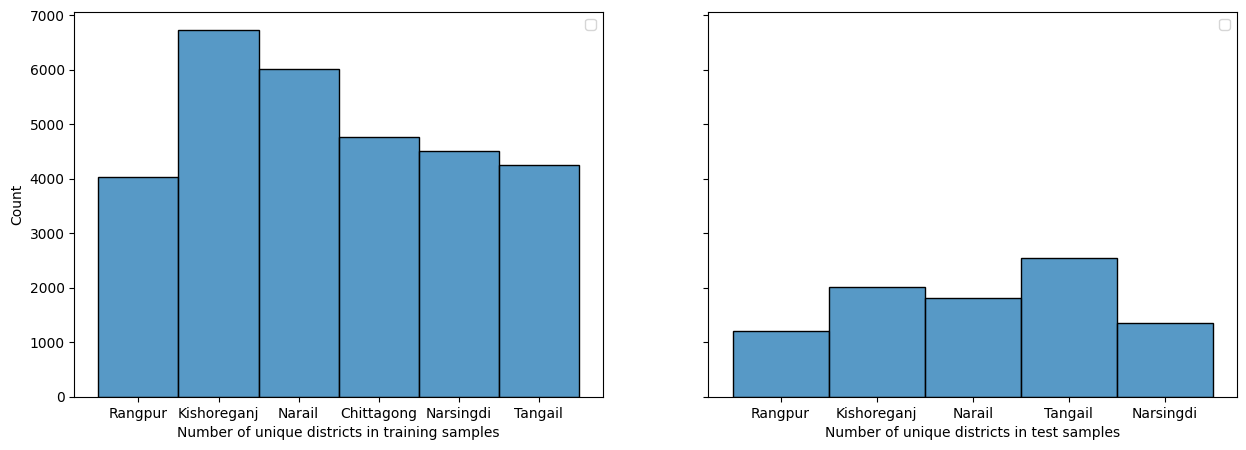 7000
6000
5000
4000
3000
2000
1000
0
Count
Rangpur Kishoreganj Narail Chittagong Narsingdi Tangail
Number of unique districts in training samples
Rangpur Kishoreganj Narail Tangail Narsingdi
Number of unique districts in test samples